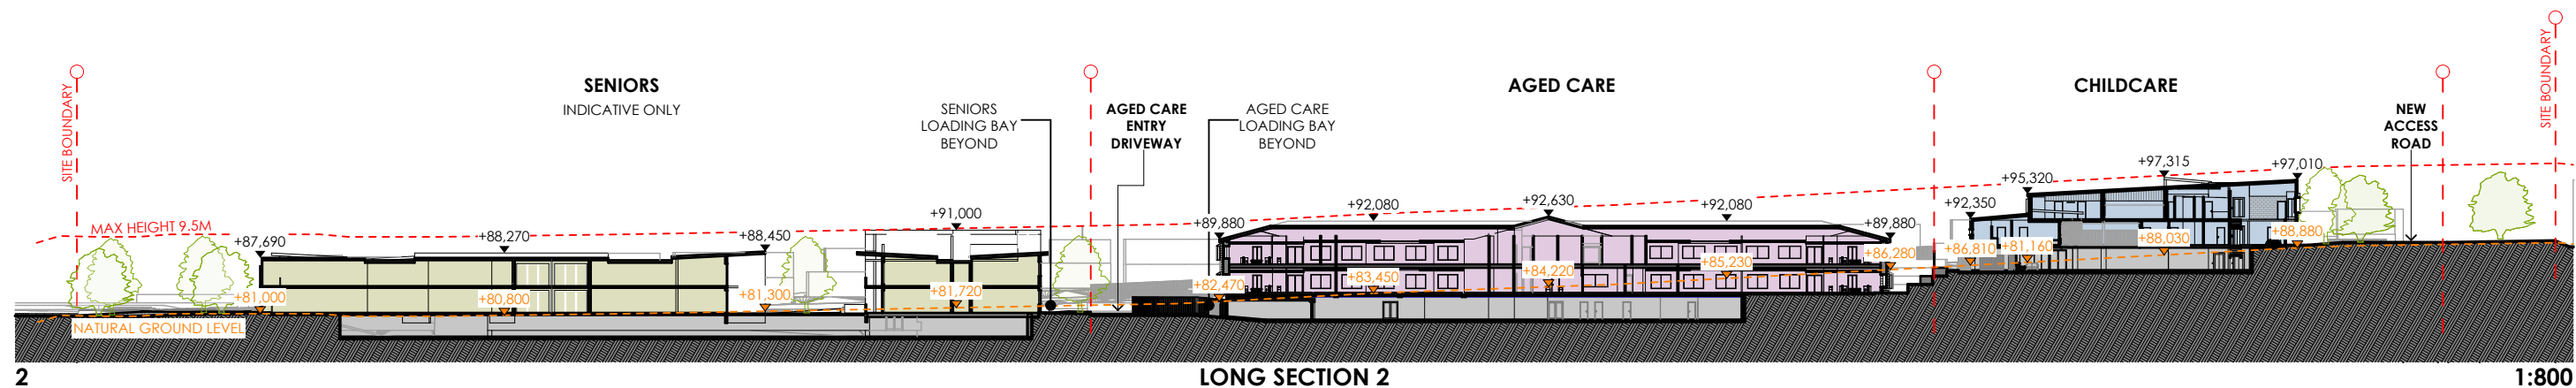 SITE BOUNDARY
SENIORS
INDICATIVE ONLY
SENIORS
LOADING BAY
BEYOND
AGED CARE
ENTRY
DRIVEWAY
AGED CARE
LOADING BAY
BEYOND
AGED CARE
CHILDCARE
NEW
ACCESS
ROAD
SITE BOUNDARY
MAX HEIGHT 9.5M
+87,690
+88,270
+88,450
+91,000
+89,880
+92,080
+92,630
+92,080
+89,880
+92,350
+95,320
+97,315
+97,010
+81,000
+80,800
+81,300
+81,720
+82,470
+83,450
+84,220
+85,230
+86,280
+86,810
+81,160
+88,030
+88,880
NATURAL GROUND LEVEL
2
LONG SECTION 2
1:800